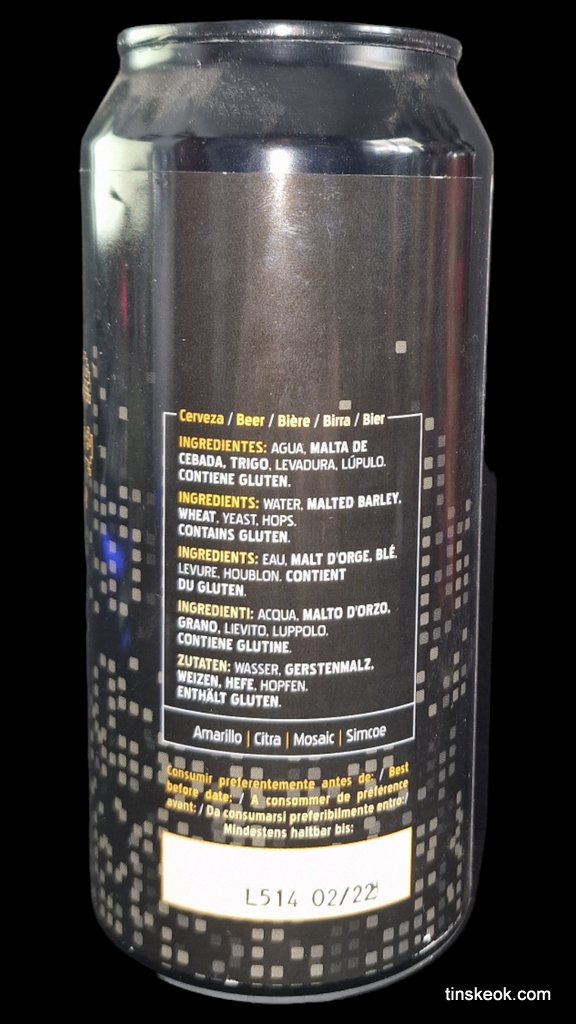 Cerveza / Beer / Bière / Birra / Bier
INGREDIENTES: AGUA, MALTA DE
CEBADA, TRIGO, LEVADURA, LÚPULO.
CONTIENE GLUTEN.
INGREDIENTS: WATER, MALTED BARLEY,
WHEAT, YEAST, HOPS.
CONTAINS GLUTEN.
INGREDIENTS: EAU, MALT D'ORGE, BLÉ,
LEVURE, HOUBLON. CONTIENT
DU GLUTEN.
INGREDIENTI: ACQUA, MALTO D'ORZO,
GRANO, LIEVITO, LUPPOLO.
CONTIENE GLUTINE.
ZUTATEN: WASSER, GERSTENMALZ,
WEIZEN, HEFE, HOPFEN.
ENTHÄLT GLUTEN.
Amarillo | Citra | Mosaic | Simcoe
Consumir preferentemente antes de: / Best
before date: / A consommer de préférence
avant: / Da consumarsi preferibilmente entro:/
Mindestens haltbar bis:
L514 02/22
tinskeok.com